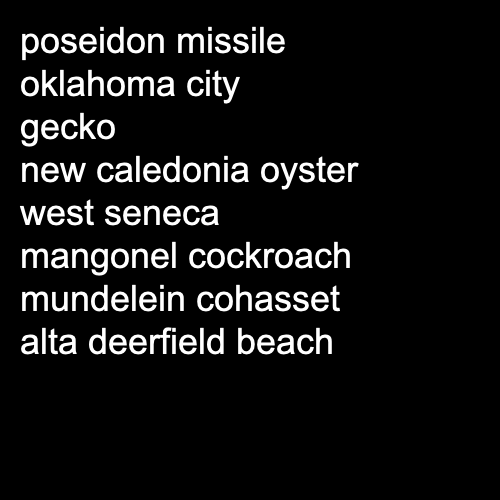 poseidon missile
oklahoma city
gecko
new caledonia oyster
west seneca
mangonel cockroach
mundelein cohasset
alta deerfield beach